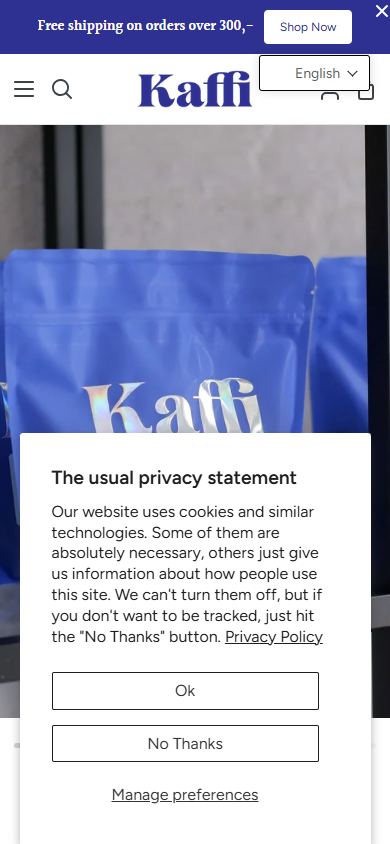 Free shipping on orders over 300,-
Shop Now
Kaffi
English
Kaffi
The usual privacy statement
Our website uses cookies and similar
technologies. Some of them are
absolutely necessary, others just give
us information about how people use
this site. We can't turn them off, but if
you don't want to be tracked, just hit
the "No Thanks" button. Privacy Policy
Ok
No Thanks
Manage preferences